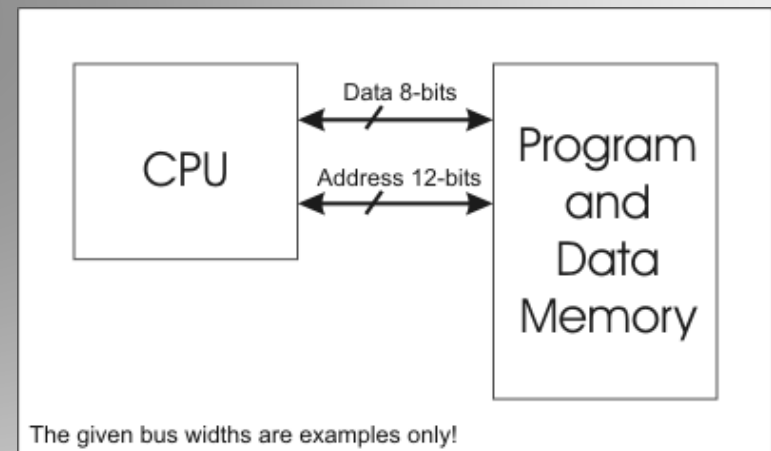 Data 8-bits
CPU
Address 12-bits
Program
and
Data
Memory
The given bus widths are examples only!